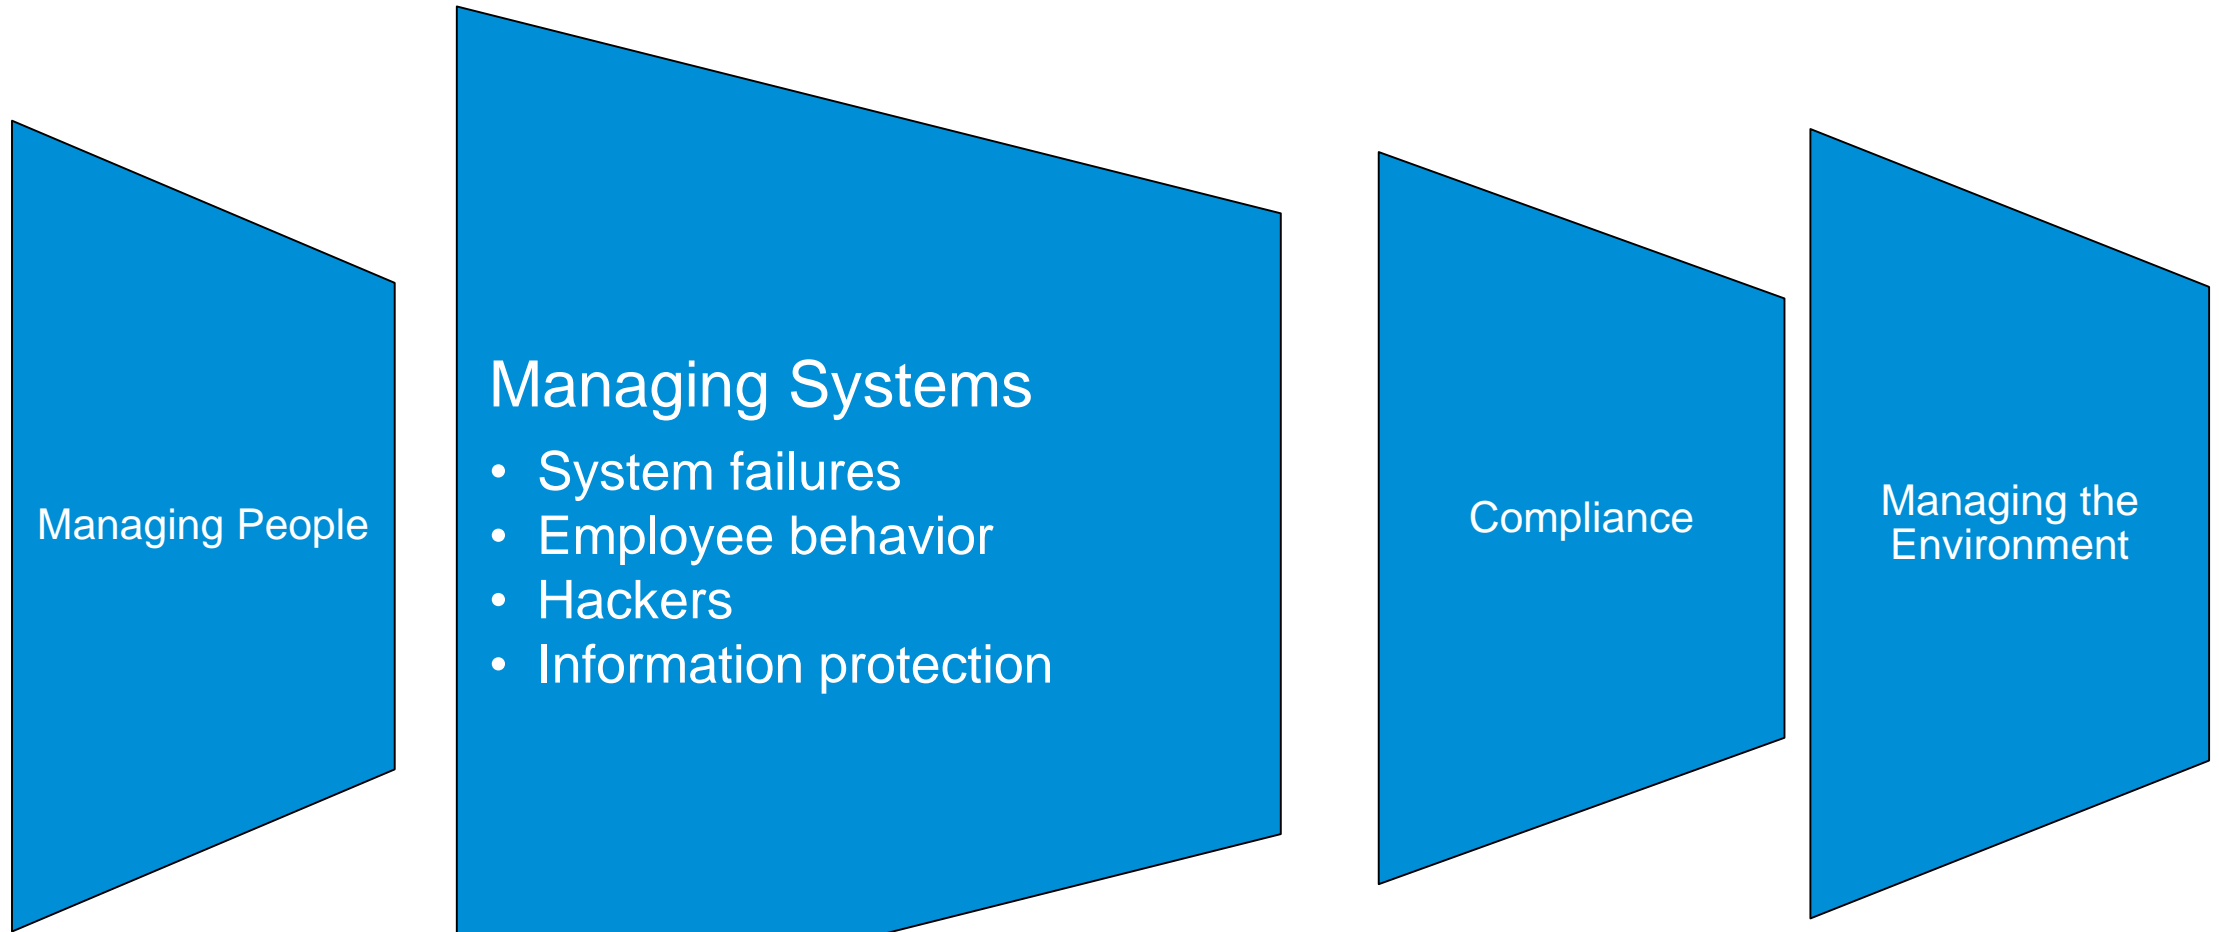 Managing People
Managing Systems
• System failures
• Employee behavior
• Hackers
• Information protection
Compliance
Managing the
Environment